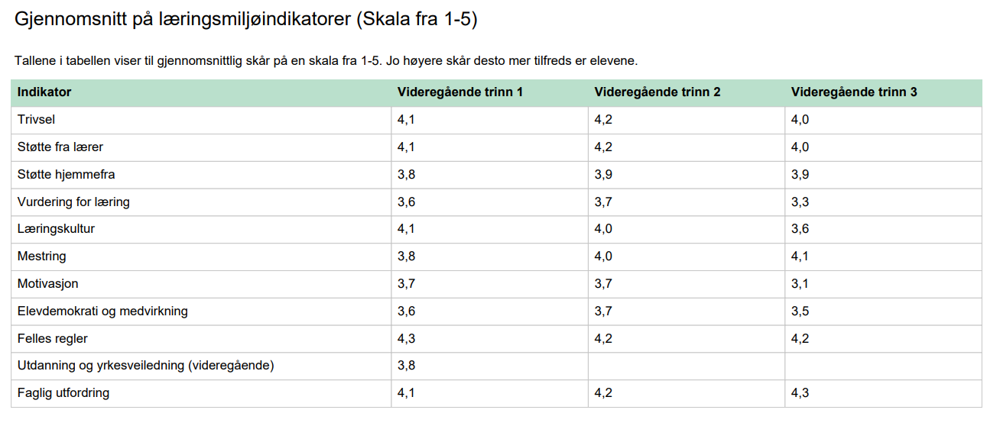 Gjennomsnitt på læringsmiljøindikatorer (Skala fra 1-5)
Tallene i tabellen viser til gjennomsnittlig skår på en skala fra 1-5. Jo høyere skår desto mer tilfreds er elevene.
Indikator Videregående trinn 1 Videregående trinn 2 Videregående trinn 3
Trivsel 4,1 4,2 4,0
Støtte fra lærer 4,1 4,2 4,0
Støtte hjemmefra 3,8 3,9 3,9
Vurdering for læring 3,6 3,7 3,3
Læringskultur 4,1 4,0 3,6
Mestring 3,8 4,0 4,1
Motivasjon 3,7 3,7 3,1
Elevdemokrati og medvirkning 3,6 3,7 3,5
Felles regler 4,3 4,2 4,2
Utdanning og yrkesveiledning (videregående) 3,8
Faglig utfordring 4,1 4,2 4,3